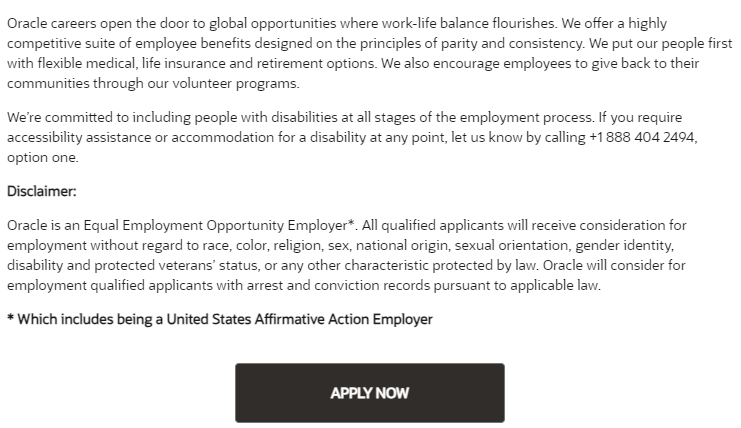 Oracle careers open the door to global opportunities where work-life balance flourishes. We offer a highly
competitive suite of employee benefits designed on the principles of parity and consistency. We put our people first
with flexible medical, life insurance and retirement options. We also encourage employees to give back to their
communities through our volunteer programs.
We're committed to including people with disabilities at all stages of the employment process. If you require
accessibility assistance or accommodation for a disability at any point, let us know by calling +1 888 404 2494,
option one.
Disclaimer:
Oracle is an Equal Employment Opportunity Employer*. All qualified applicants will receive consideration for
employment without regard to race, color, religion, sex, national origin, sexual orientation, gender identity,
disability and protected veterans' status, or any other characteristic protected by law. Oracle will consider for
employment qualified applicants with arrest and conviction records pursuant to applicable law.
* Which includes being a United States Affirmative Action Employer
APPLY NOW